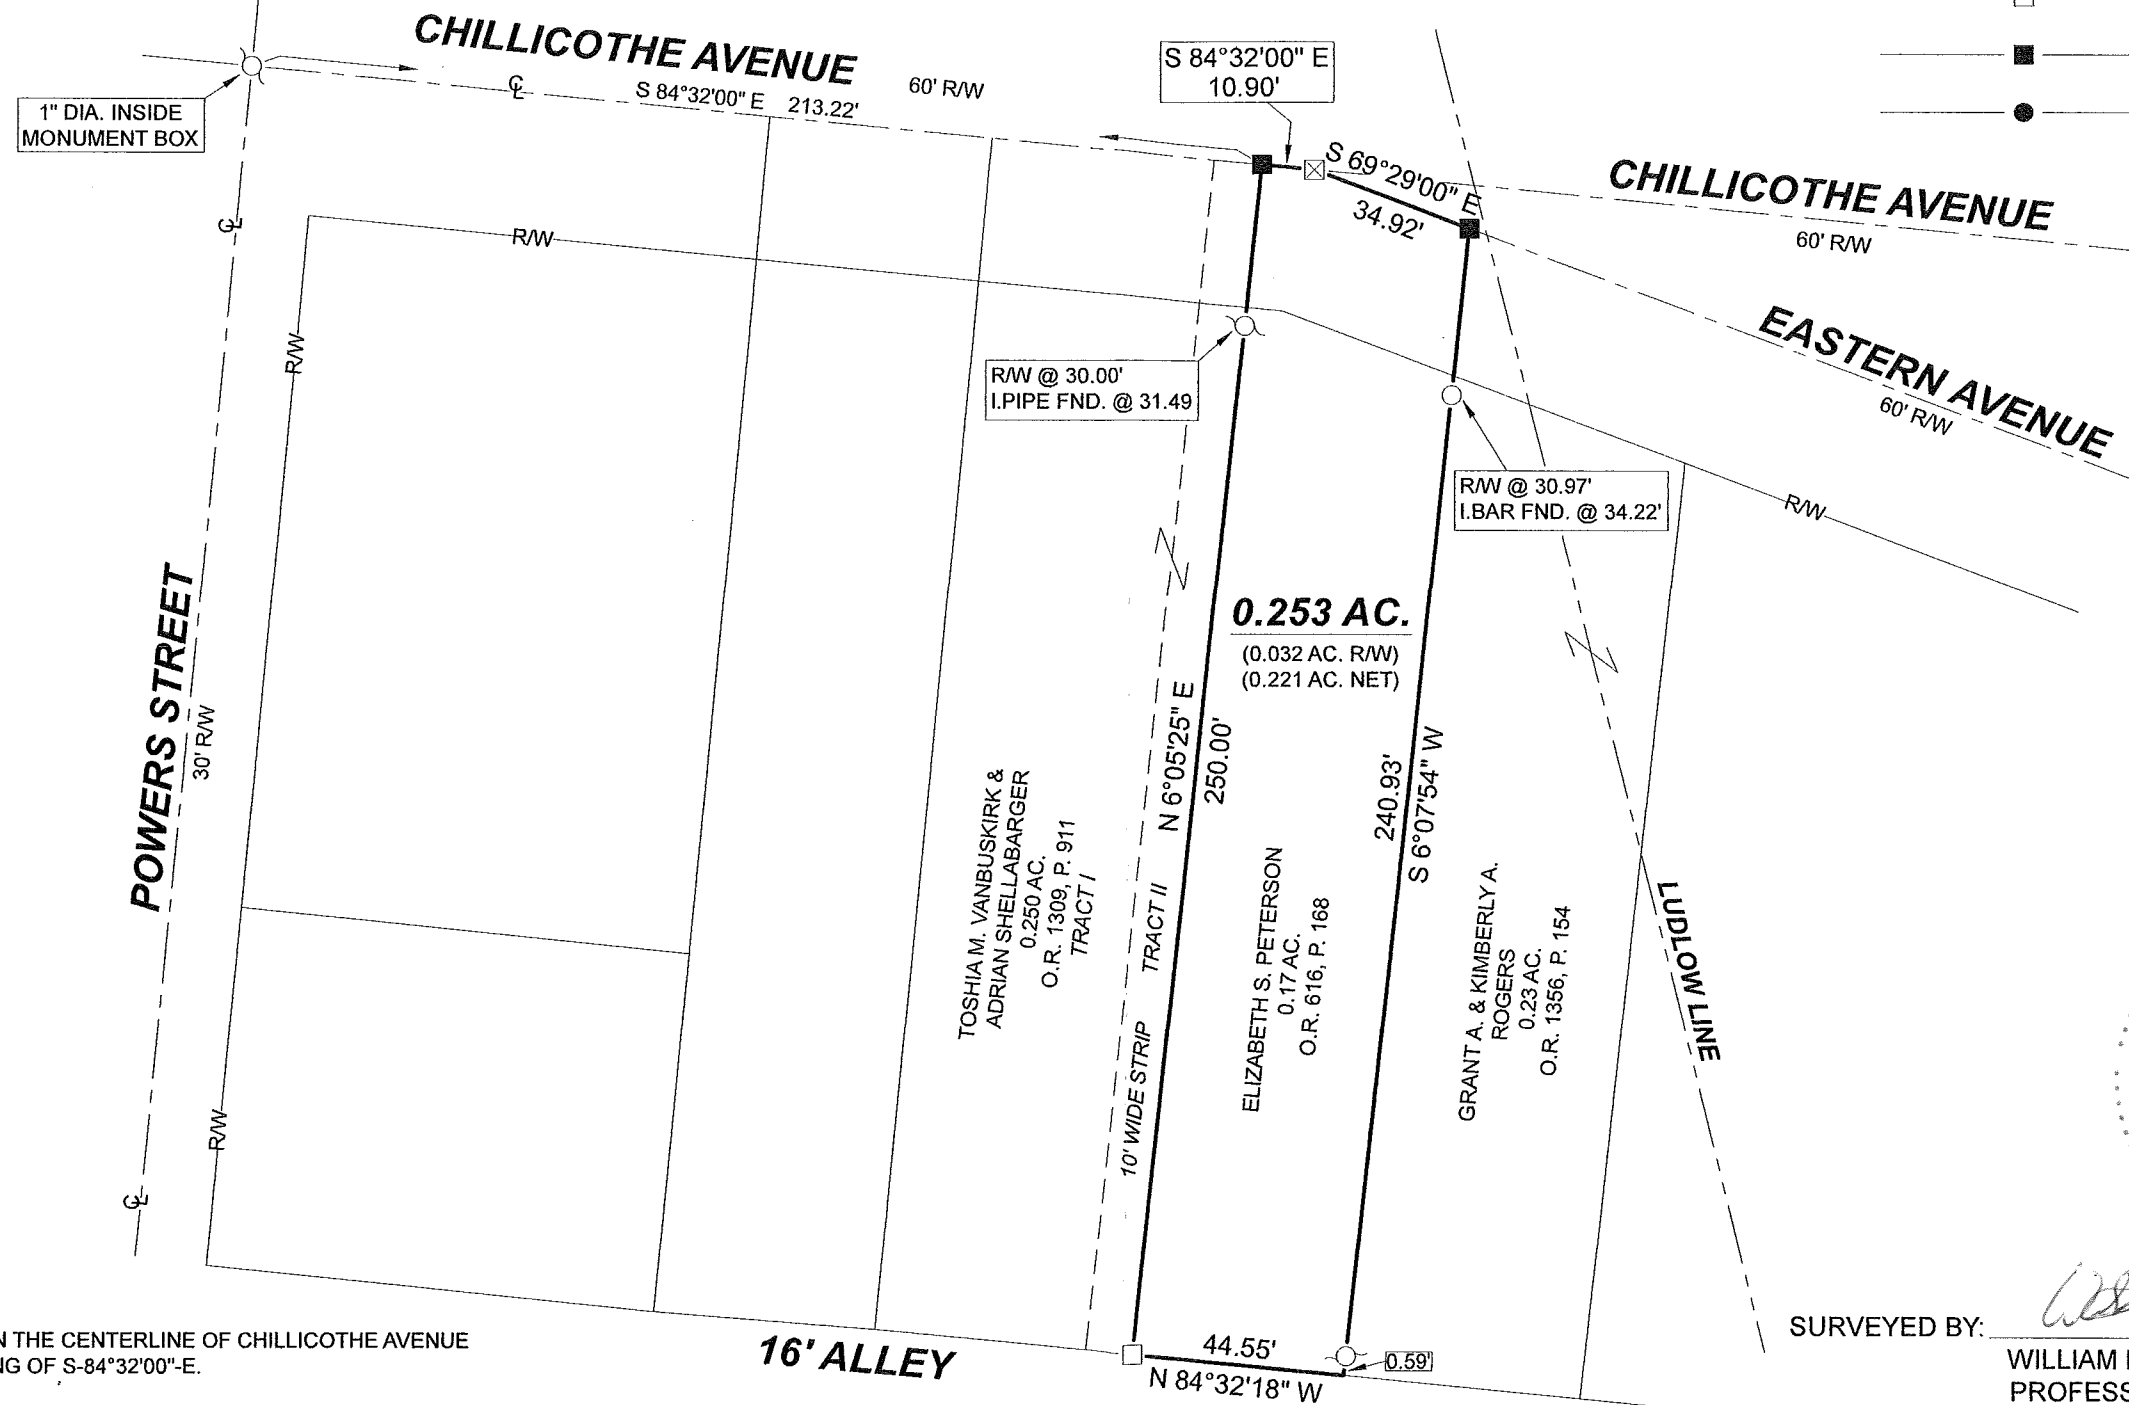 CHILLICOTHE AVENUE
60' R/W
S 84°32'00" E 213.22'
℄
1" DIA. INSIDE
MONUMENT BOX
S 84°32'00" E
10.90'
S 69°29'00" E
34.92'
CHILLICOTHE AVENUE
60' R/W
EASTERN AVENUE
60' R/W
℄
R/W
R/W
R/W @ 30.00'
I.PIPE FND. @ 31.49
R/W @ 30.97'
I.BAR FND. @ 34.22'
R/W
POWERS STREET
30' R/W
0.253 AC.
(0.032 AC. R/W)
(0.221 AC. NET)
N 6°05'25" E
250.00'
240.93'
S 6°07'54" W
TOSHIA M. VANBUSKIRK &
ADRIAN SHELLABARGER
0.250 AC.
O.R. 1309, P. 911
TRACT I
10' WIDE STRIP TRACT II
ELIZABETH S. PETERSON
0.17 AC.
O.R. 616, P. 168
GRANT A. & KIMBERLY A.
ROGERS
0.23 AC.
O.R. 1356, P. 154
LUDLOW LINE
R/W
℄
16' ALLEY
44.55'
N 84°32'18" W
0.59'
N THE CENTERLINE OF CHILLICOTHE AVENUE
NG OF S-84°32'00"-E.
SURVEYED BY:
WILLIAM
PROFESS